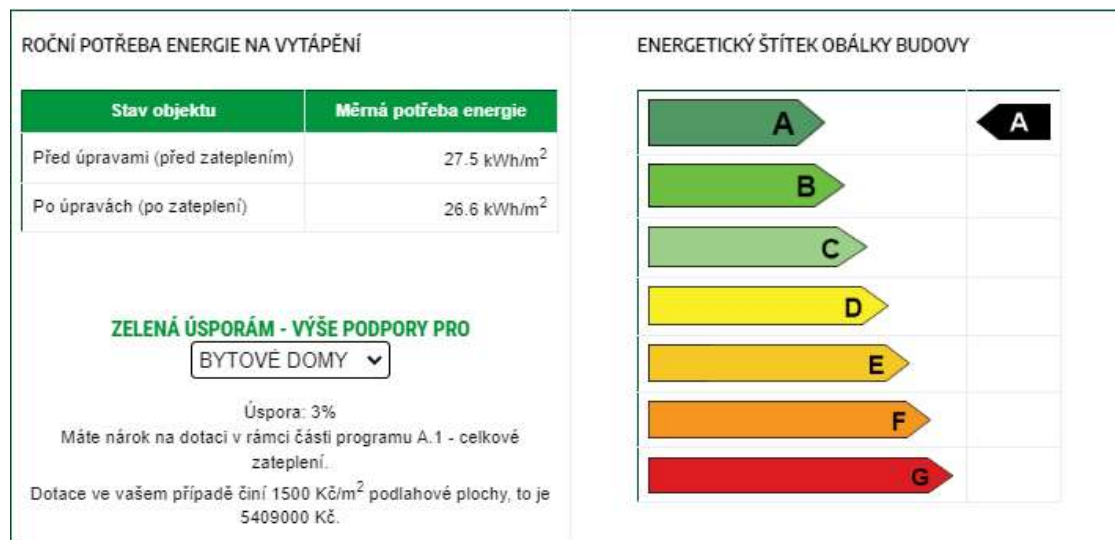 ROČNÍ POTŘEBA ENERGIE NA VYTÁPĚNÍ
Stav objektu Měrná potřeba energie
Před úpravami (před zateplením) 27.5 kWh/m²
Po úpravách (po zateplení) 26.6 kWh/m²
ZELENÁ ÚSPORÁM - VÝŠE PODPORY PRO
BYTOVÉ DOMY
Úspora: 3%
Máte nárok na dotaci v rámci části programu A.1 - celkové
zateplení.
Dotace ve vašem případě činí 1500 Kč/m² podlahové plochy, to je
5409000 Kč.
ENERGETICKÝ ŠTÍTEK OBÁLKY BUDOVY
A A
B
C
D
E
F
G